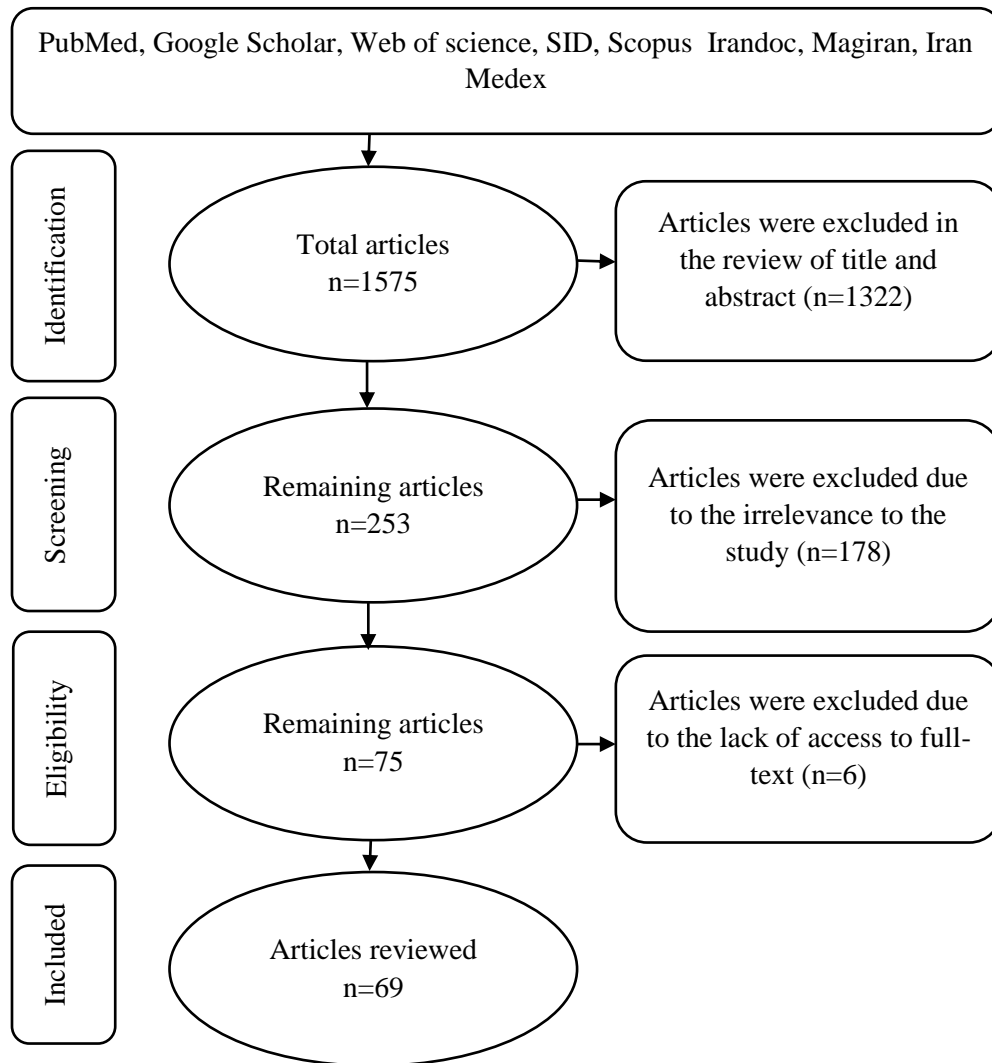 PubMed, Google Scholar, Web of science, SID, Scopus  Irandoc, Magiran, Iran
Medex
Identification
Total articles
n=1575
Articles were excluded in
the review of title and
abstract (n=1322)
Screening
Remaining articles
n=253
Articles were excluded due
to the irrelevance to the
study (n=178)
Eligibility
Remaining articles
n=75
Articles were excluded due
to the lack of access to full-
text (n=6)
Included
Articles reviewed
n=69